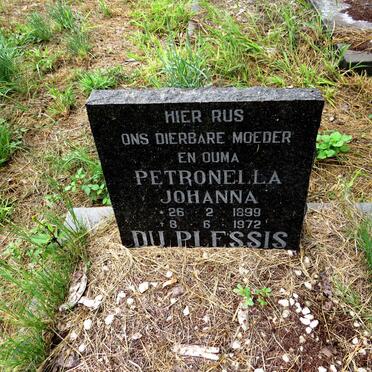 HIER RUS
ONS DIERBARE MOEDER
EN OUMA
PETRONELLA
JOHANNA
* 26 2 1899
† 8 6 1972
DU PLESSIS